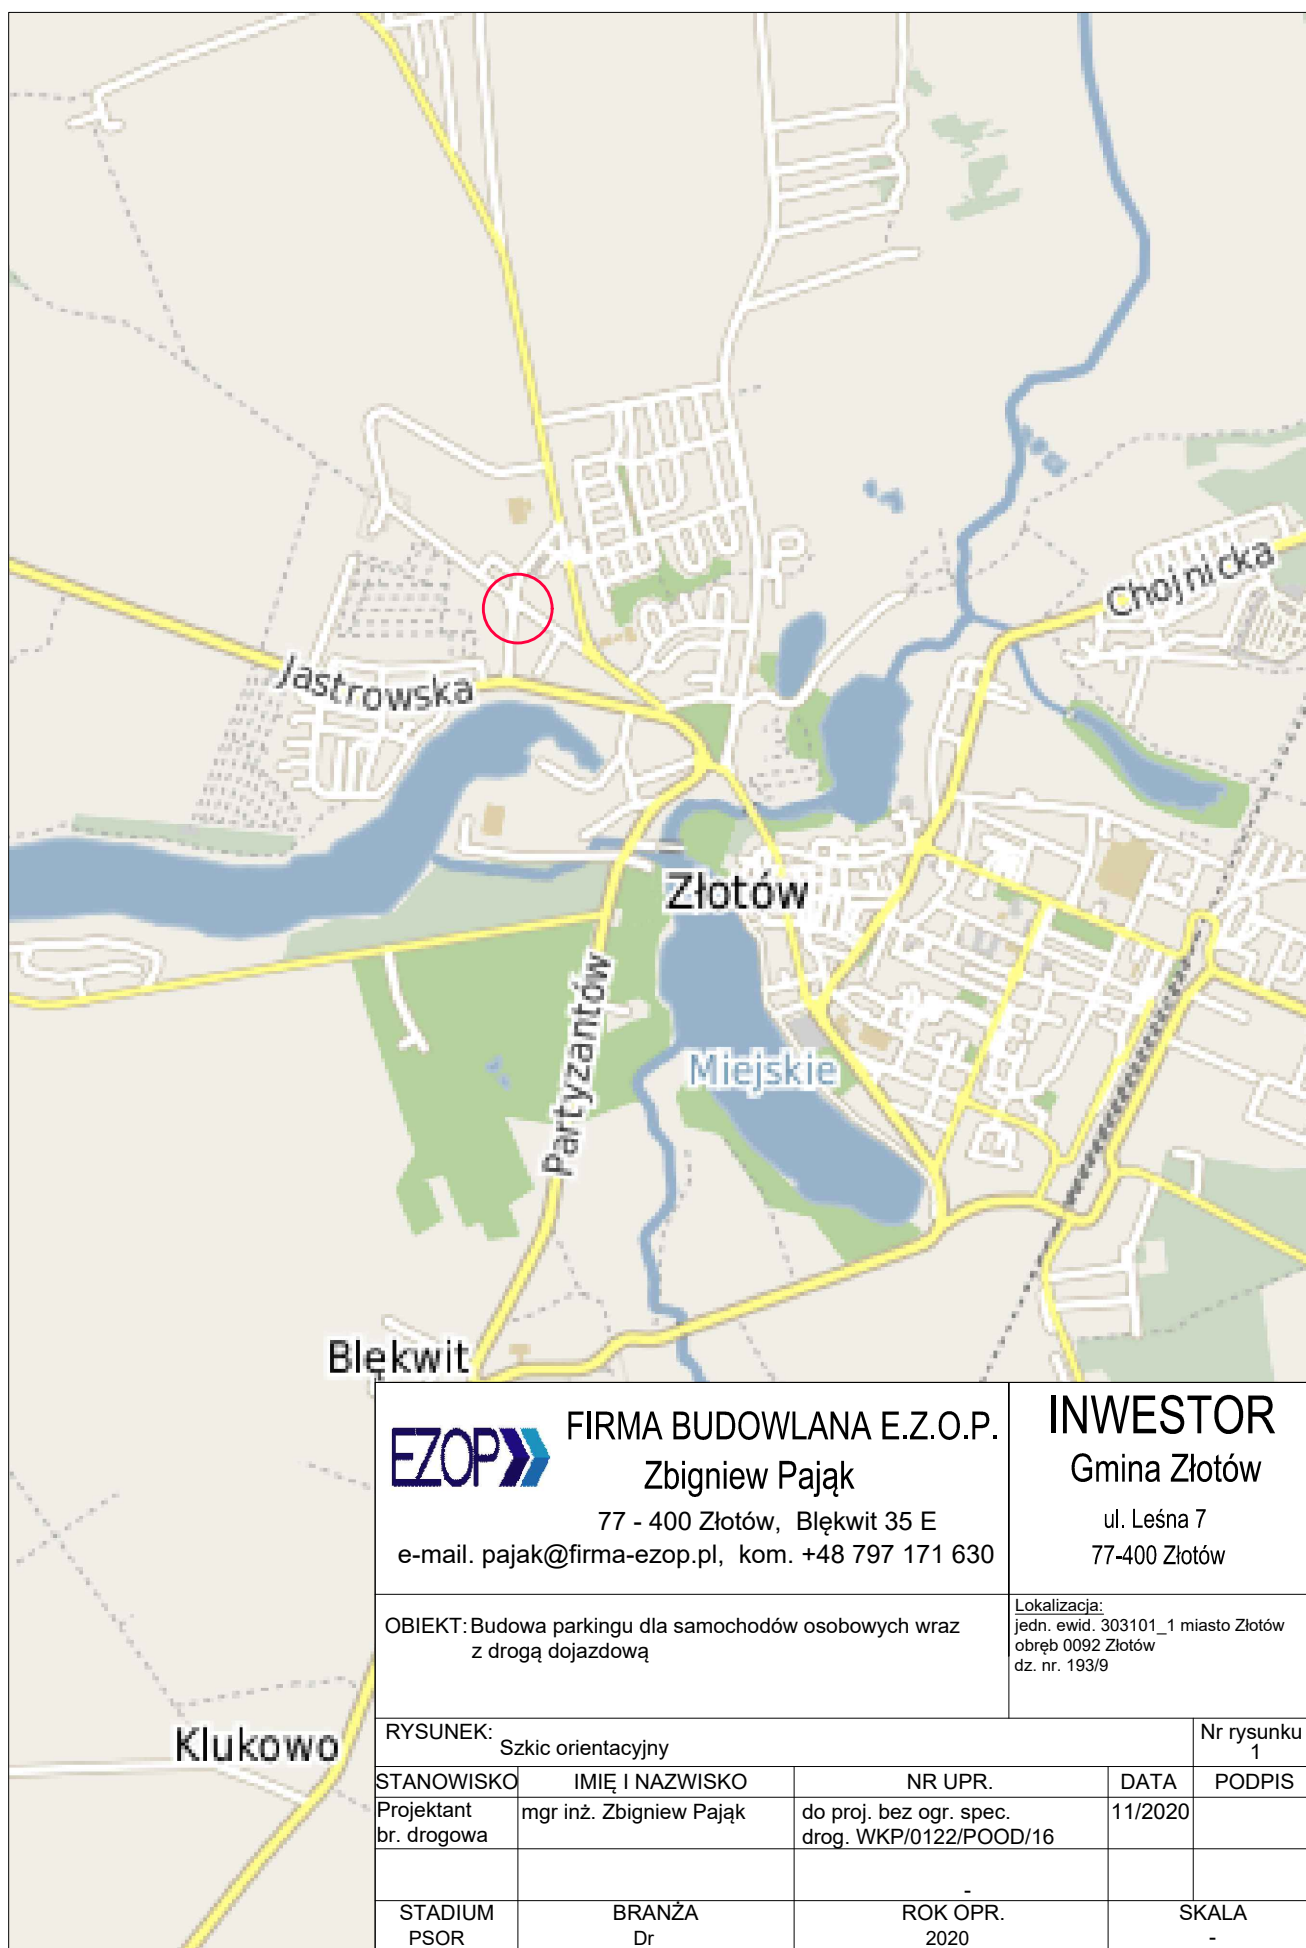 Chojnicka
Jastrowska
Złotów
Partyzantów
Miejskie
Blękwit
Klukowo
EZOP
FIRMA BUDOWLANA E.Z.O.P.
Zbigniew Pająk
77 - 400 Złotów, Blękwit 35 E
e-mail. pajak@firma-ezop.pl, kom. +48 797 171 630
INWESTOR
Gmina Złotów
ul. Leśna 7
77-400 Złotów
OBIEKT: Budowa parkingu dla samochodów osobowych wraz
z drogą dojazdową
Lokalizacja:
jedn. ewid. 303101_1 miasto Złotów
obręb 0092 Złotów
dz. nr. 193/9
RYSUNEK: Szkic orientacyjny
Nr rysunku
1
STANOWISKO IMIĘ I NAZWISKO NR UPR. DATA PODPIS
Projektant mgr inż. Zbigniew Pająk do proj. bez ogr. spec. 11/2020
br. drogowa drog. WKP/0122/POOD/16
-
STADIUM BRANŻA ROK OPR. SKALA
PSOR Dr 2020 -